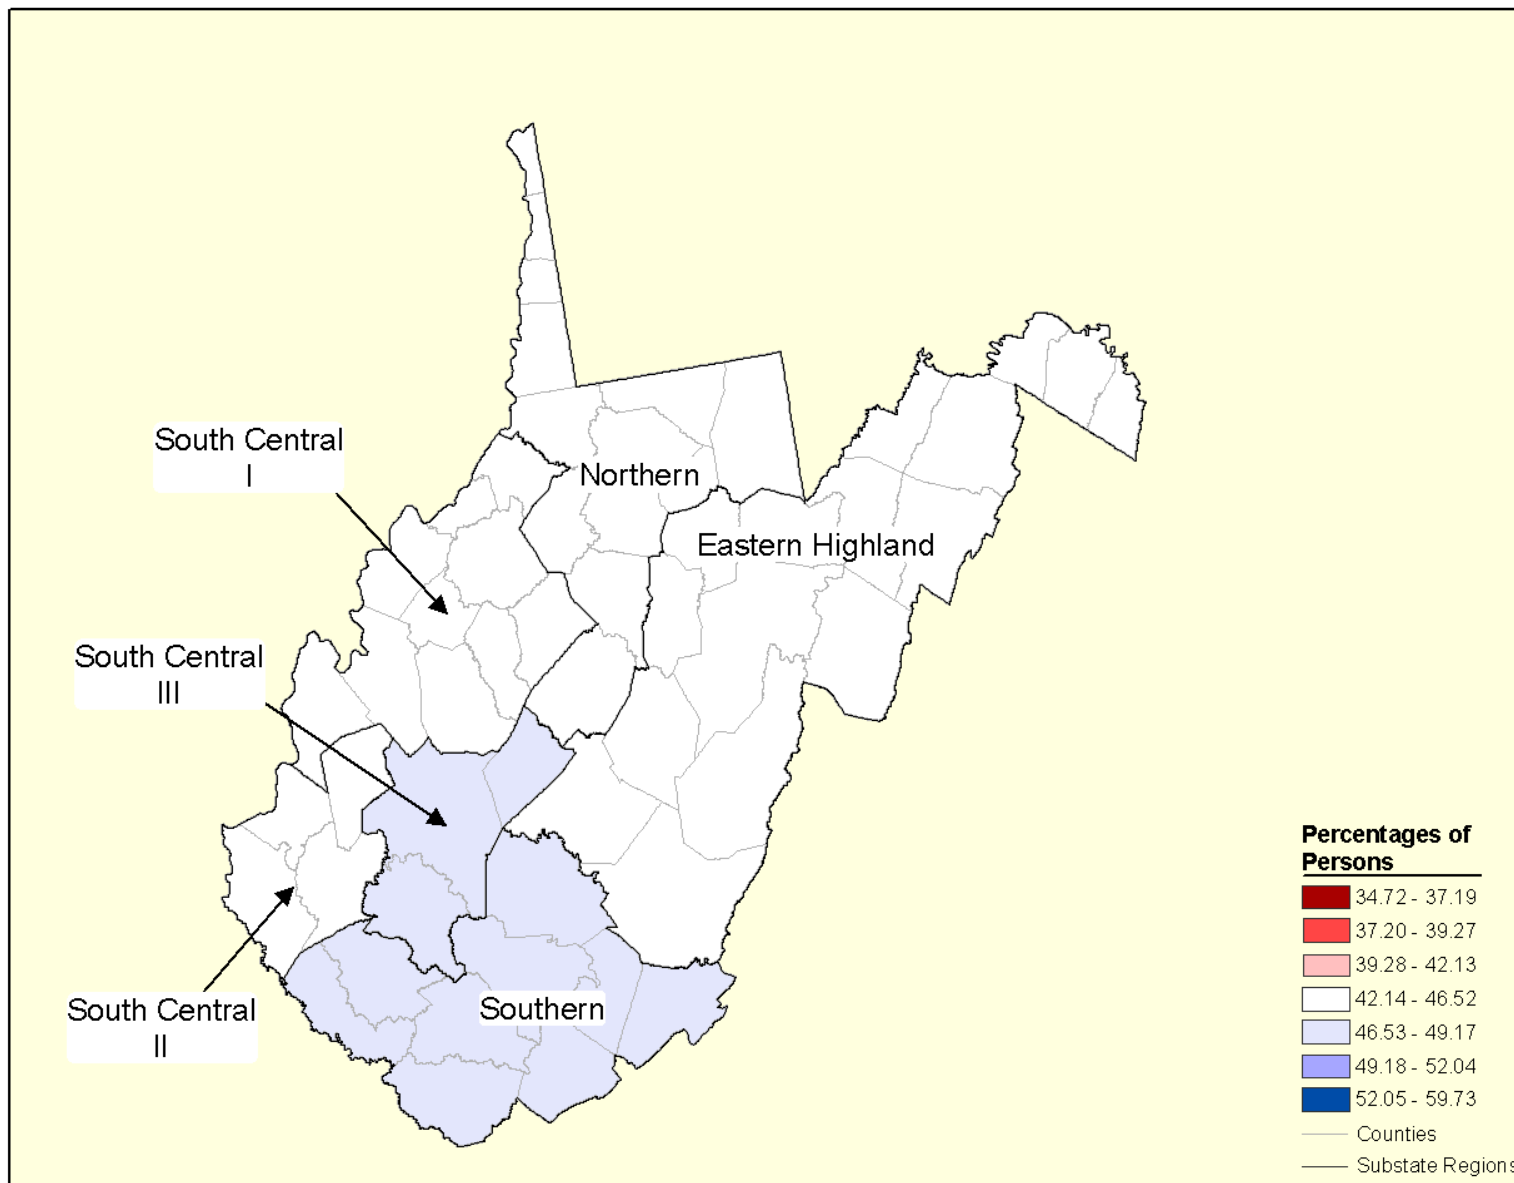 South Central
I
Northern
Eastern Highland
South Central
III
South Central
II
Southern
Percentages of
Persons
34.72 - 37.19
37.20 - 39.27
39.28 - 42.13
42.14 - 46.52
46.53 - 49.17
49.18 - 52.04
52.05 - 59.73
Counties
Substate Regions